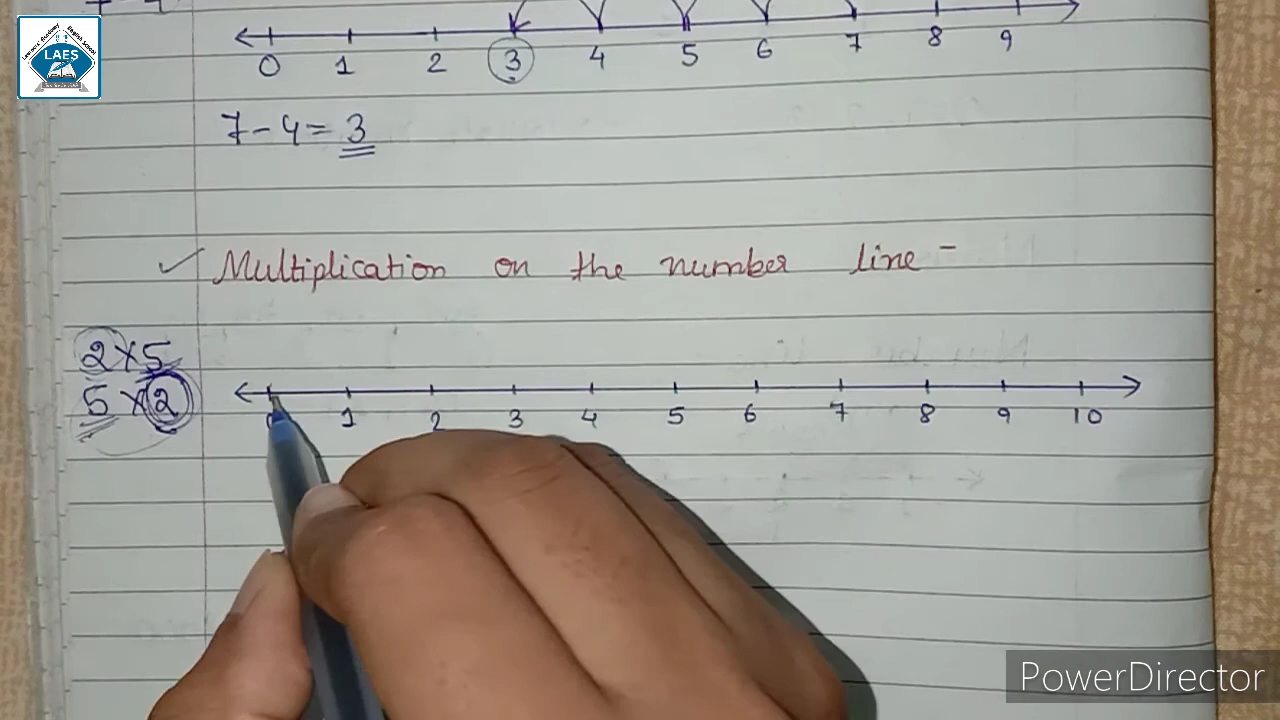 LAES
0 1 2 3 4 5 6 7 8 9
7-4=3
Multiplication on the number line-
2×5
5×2
0 1 2 3 4 5 6 7 8 9 10
PowerDirector